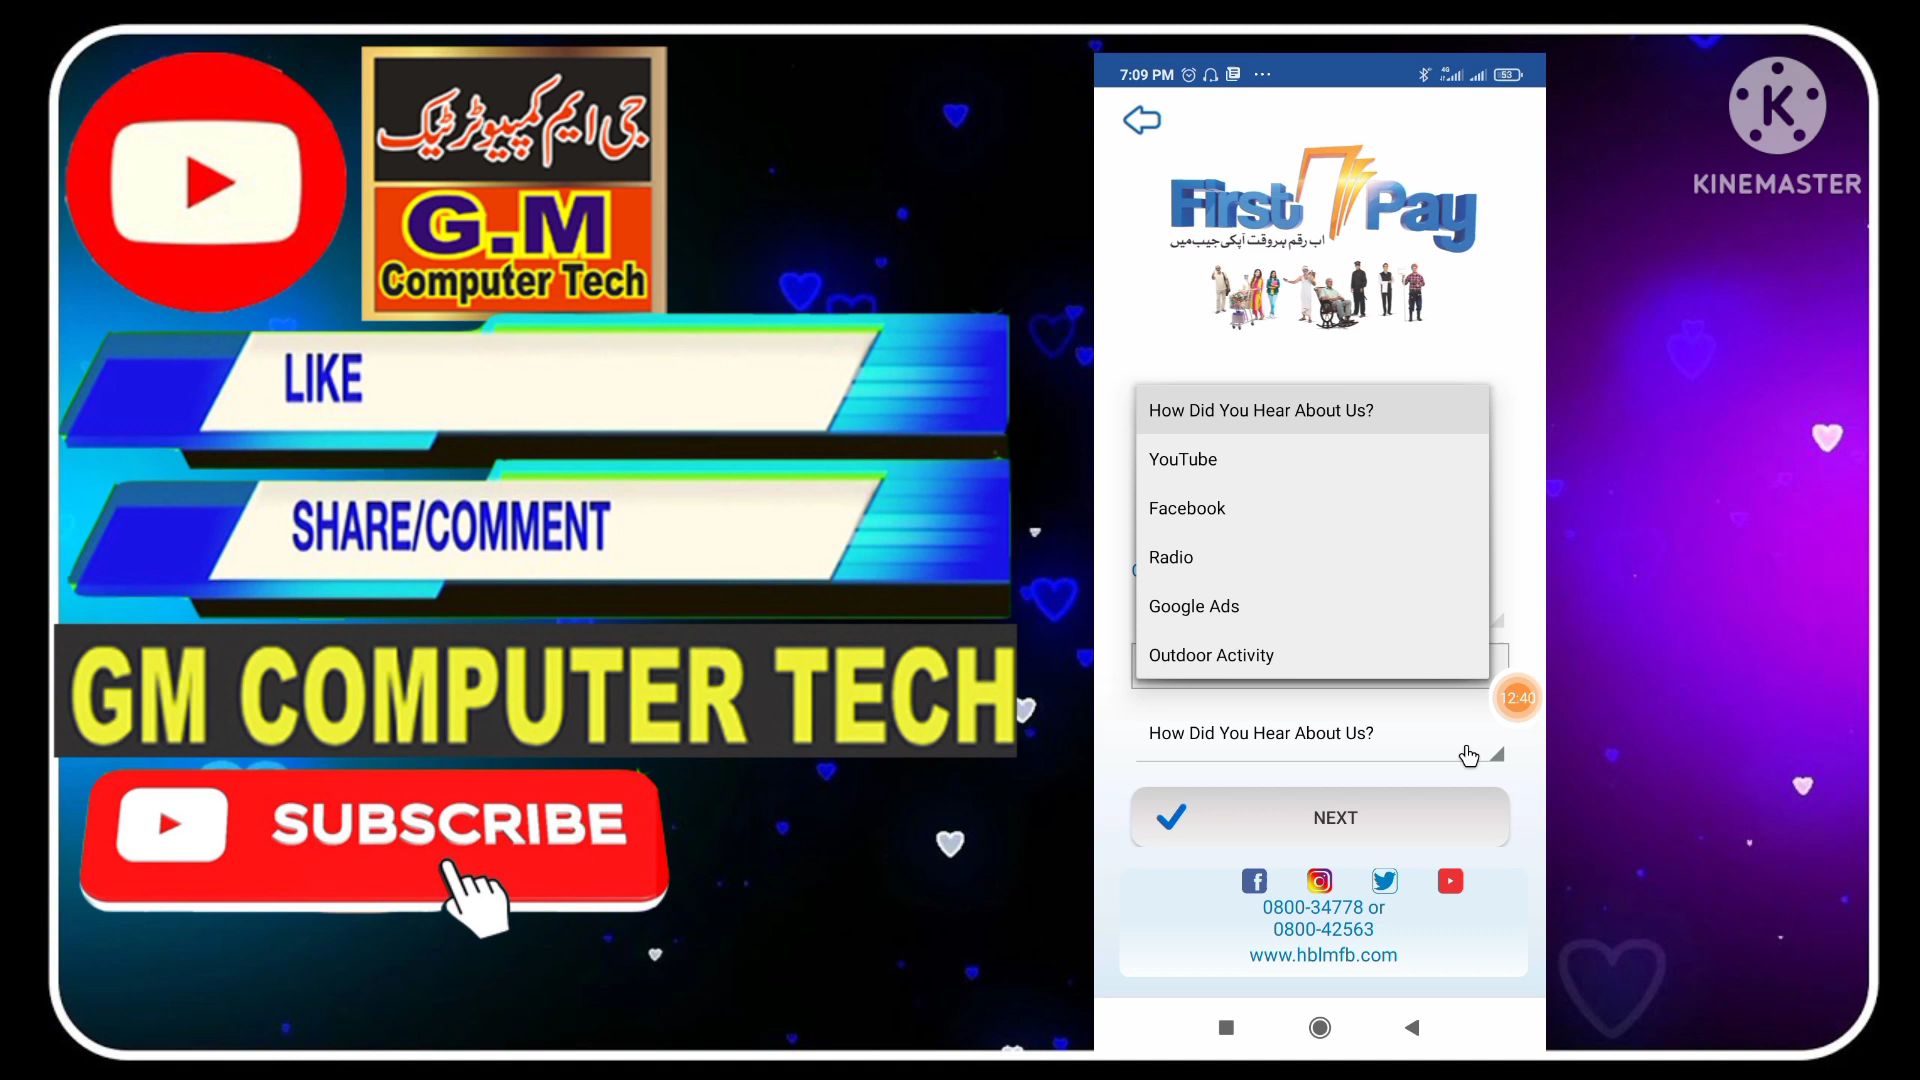 جی ایم کمپیوٹر ٹیک
G.M
Computer Tech
LIKE
SHARE/COMMENT
GM COMPUTER TECH
SUBSCRIBE
7:09 PM
4G
53
First Pay
اب رقم ہر وقت آپکی جیب میں
How Did You Hear About Us?
YouTube
Facebook
Radio
Google Ads
Outdoor Activity
12:40
How Did You Hear About Us?
NEXT
0800-34778 or
0800-42563
www.hblmfb.com
K
KINEMASTER